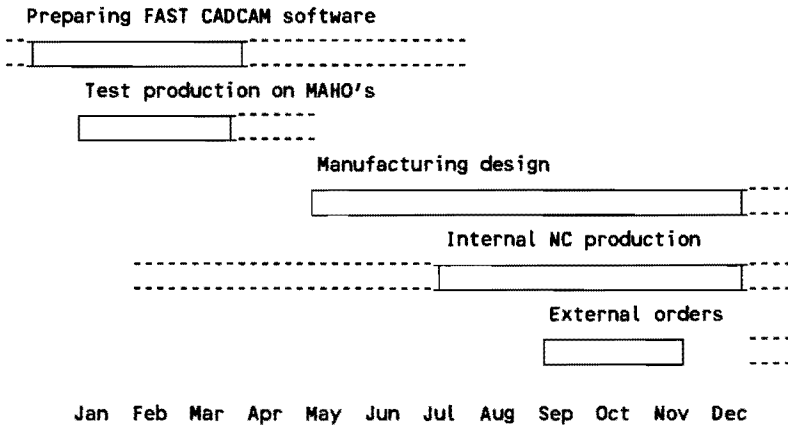 Preparing FAST CADCAM software
Test production on MAHO's
Manufacturing design
Internal NC production
External orders
Jan Feb Mar Apr May Jun Jul Aug Sep Oct Nov Dec